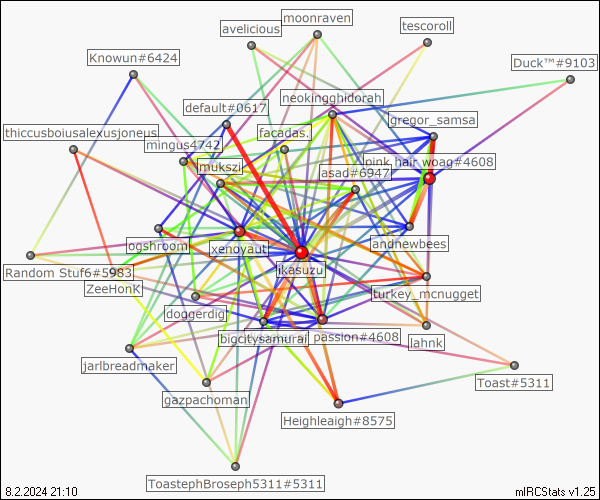 moonraven
avelicious
tescoroll
Knowun#6424
Duck™#9103
neokingghidorah
default#0617
gregor_samsa
thiccusboiusalexusjoneus
facadas.
mingus4742
pink_hair_woag#4608
mukszi
asad#6947
ogshroom
xenoyaut
andnewbees
ikasuzu
Random Stuf6#5983
ZeeHonK
turkey_mcnugget
doggerdig
bigcitysamurai
passion#4608
jahnk
jarlbreadmaker
Toast#5311
gazpachoman
Heighleaigh#8575
ToastephBroseph5311#5311
8.2.2024 21:10
mIRCStats v1.25